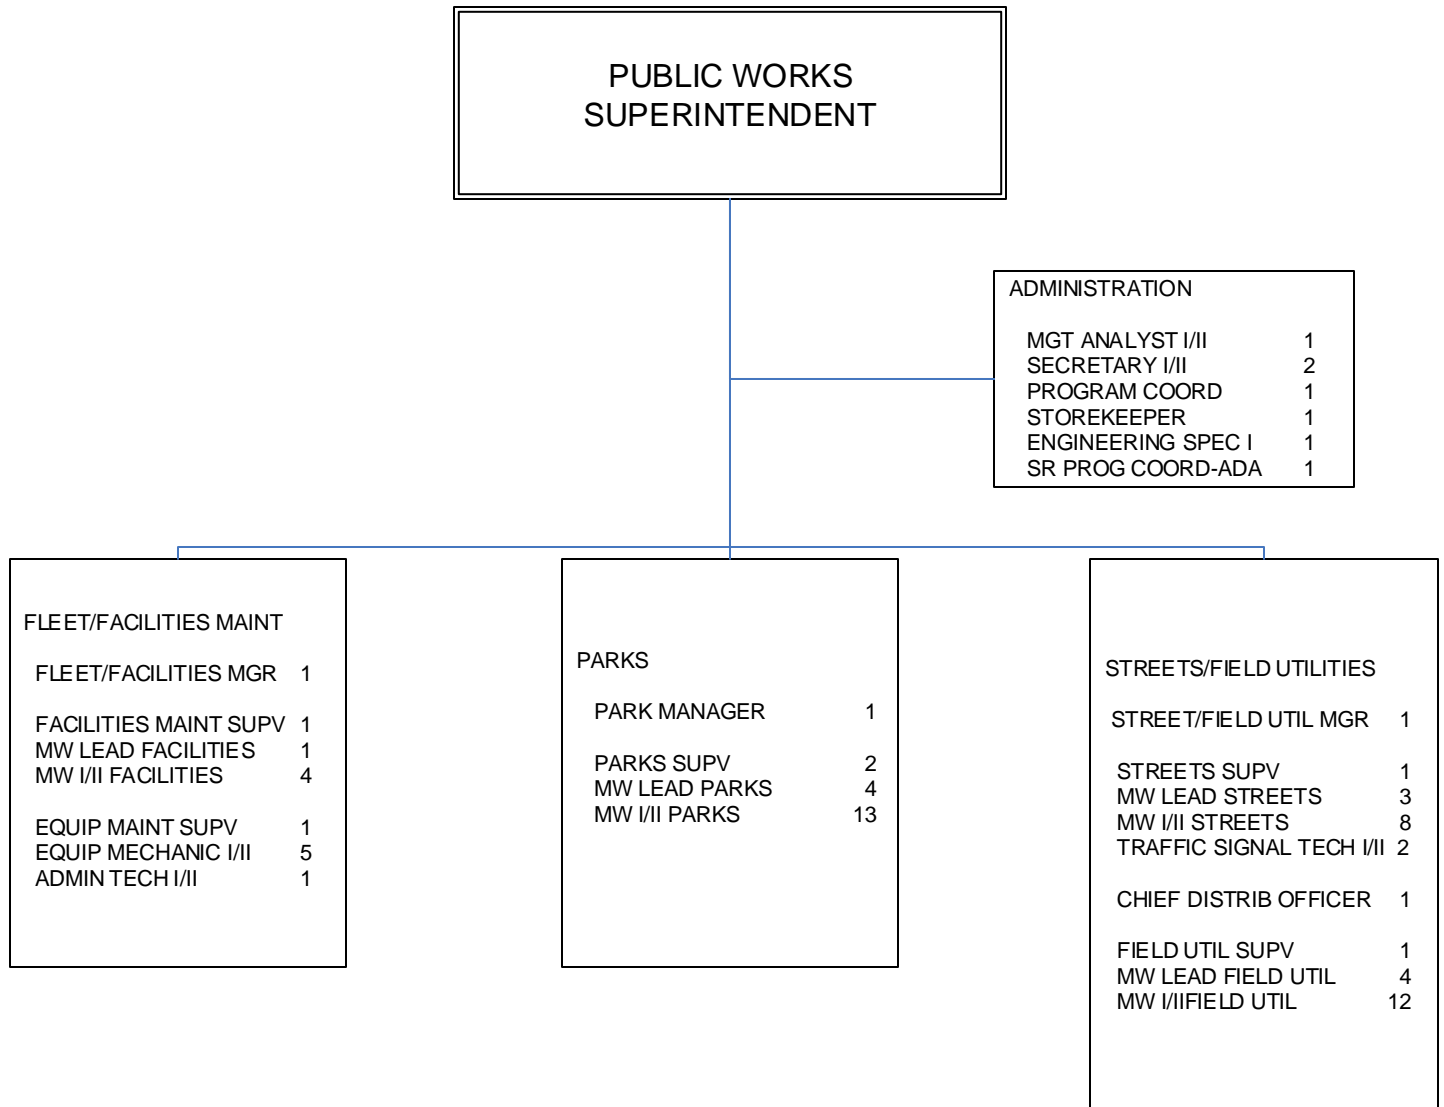 PUBLIC WORKS
SUPERINTENDENT
ADMINISTRATION
MGT ANALYST I/II 1
SECRETARY I/II 2
PROGRAM COORD 1
STOREKEEPER 1
ENGINEERING SPEC I 1
SR PROG COORD-ADA 1
FLEET/FACILITIES MAINT
FLEET/FACILITIES MGR 1
FACILITIES MAINT SUPV 1
MW LEAD FACILITIES 1
MW I/II FACILITIES 4
EQUIP MAINT SUPV 1
EQUIP MECHANIC I/II 5
ADMIN TECH I/II 1
PARKS
PARK MANAGER 1
PARKS SUPV 2
MW LEAD PARKS 4
MW I/II PARKS 13
STREETS/FIELD UTILITIES
STREET/FIELD UTIL MGR 1
STREETS SUPV 1
MW LEAD STREETS 3
MW I/II STREETS 8
TRAFFIC SIGNAL TECH I/II 2
CHIEF DISTRIB OFFICER 1
FIELD UTIL SUPV 1
MW LEAD FIELD UTIL 4
MW I/IIFIELD UTIL 12